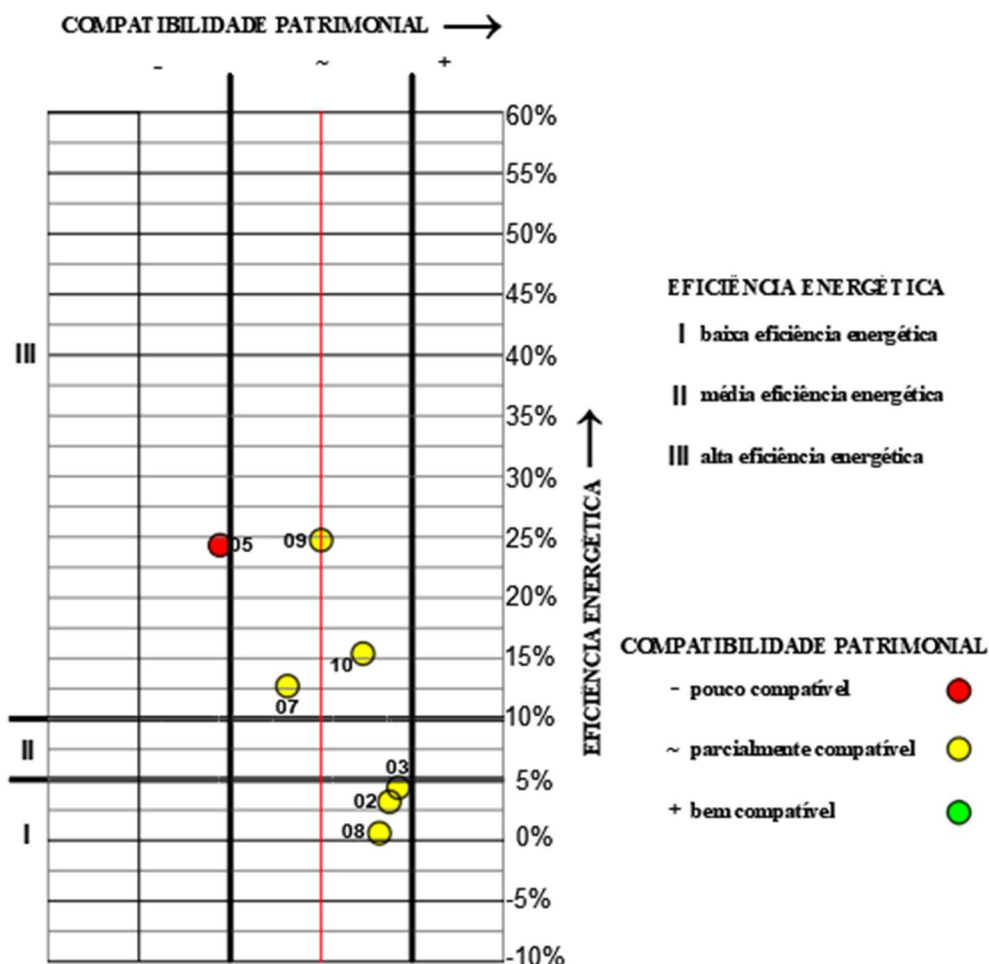 COMPATIBILIDADE PATRIMONIAL
- ~ +
60%
55%
50%
45%
III 40%
35%
30%
25%
20%
15%
10%
II
5%
I 0%
-5%
-10%
05
09
10
07
03
02
08
EFICIÊNCIA ENERGÉTICA
EFICIÊNCIA ENERGÉTICA
I baixa eficiência energética
II média eficiência energética
III alta eficiência energética
COMPATIBILIDADE PATRIMONIAL
- pouco compatível
~ parcialmente compatível
+ bem compatível